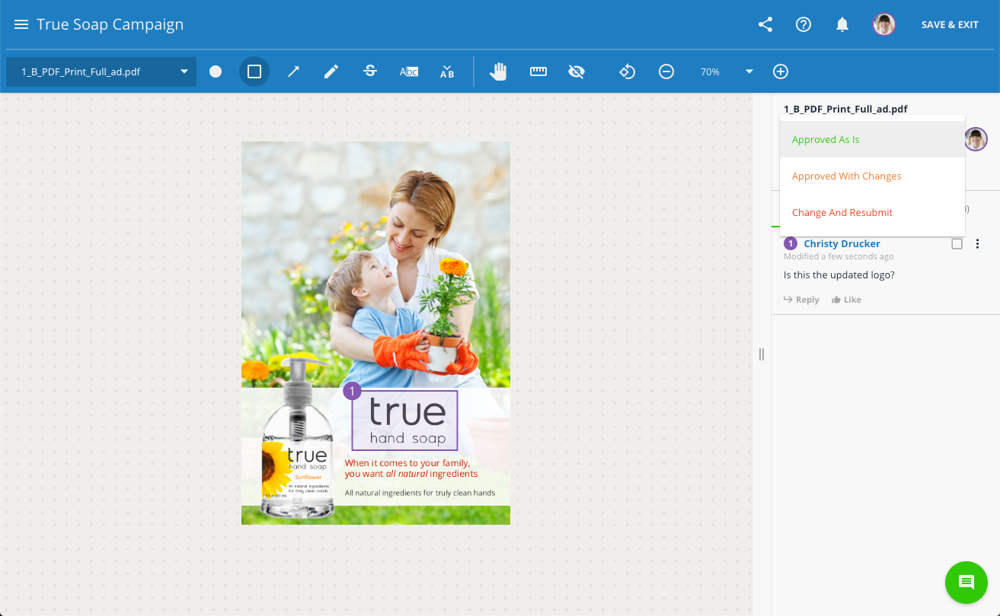 True Soap Campaign
SAVE & EXIT
1_B_PDF_Print_Full_ad.pdf
S
Abc
AB
70%
1_B_PDF_Print_Full_ad.pdf
Approved As Is
Approved With Changes
Change And Resubmit
1 Christy Drucker
Modified a few seconds ago
Is this the updated logo?
Reply Like
1
true
hand soap
When it comes to your family,
you want all natural ingredients
All natural ingredients for truly clean hands
true
hand soap
Sunflower
All natural ingredients
for truly clean hands